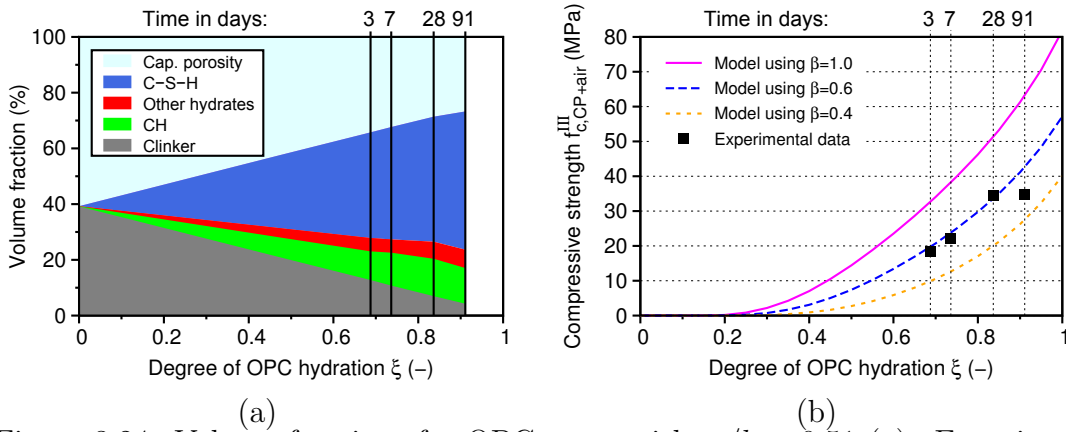 Time in days: 3 7 28 91
100
80
60
40
20
0
Volume fraction (%)
Cap. porosity
C−S−H
Other hydrates
CH
Clinker
0 0.2 0.4 0.6 0.8 1
Degree of OPC hydration ξ (−)
(a)
Time in days: 3 7 28 91
80
70
60
50
40
30
20
10
0
Compressive strength f^III_c,CP+air (MPa)
Model using β=1.0
Model using β=0.6
Model using β=0.4
Experimental data
0 0.2 0.4 0.6 0.8 1
Degree of OPC hydration ξ (−)
(b)